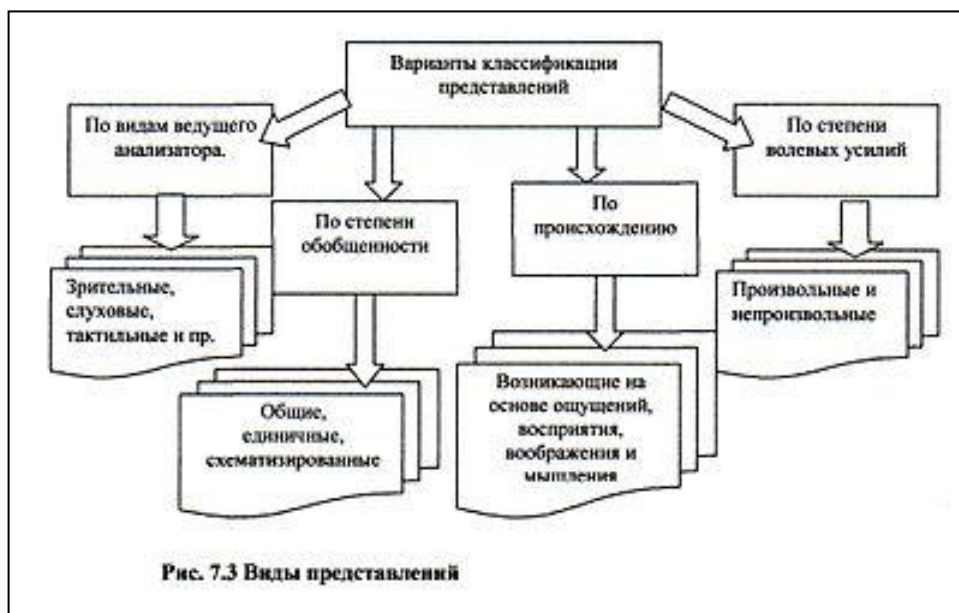 Варианты классификации
представлений
По видам ведущего
анализатора.
По степени
обобщенности
По
происхождению
По степени
волевых усилий
Зрительные,
слуховые,
тактильные и пр.
Общие,
единичные,
схематизированные
Возникающие на
основе ощущений,
восприятия,
воображения и
мышления
Произвольные и
непроизвольные
Рис. 7.3 Виды представлений